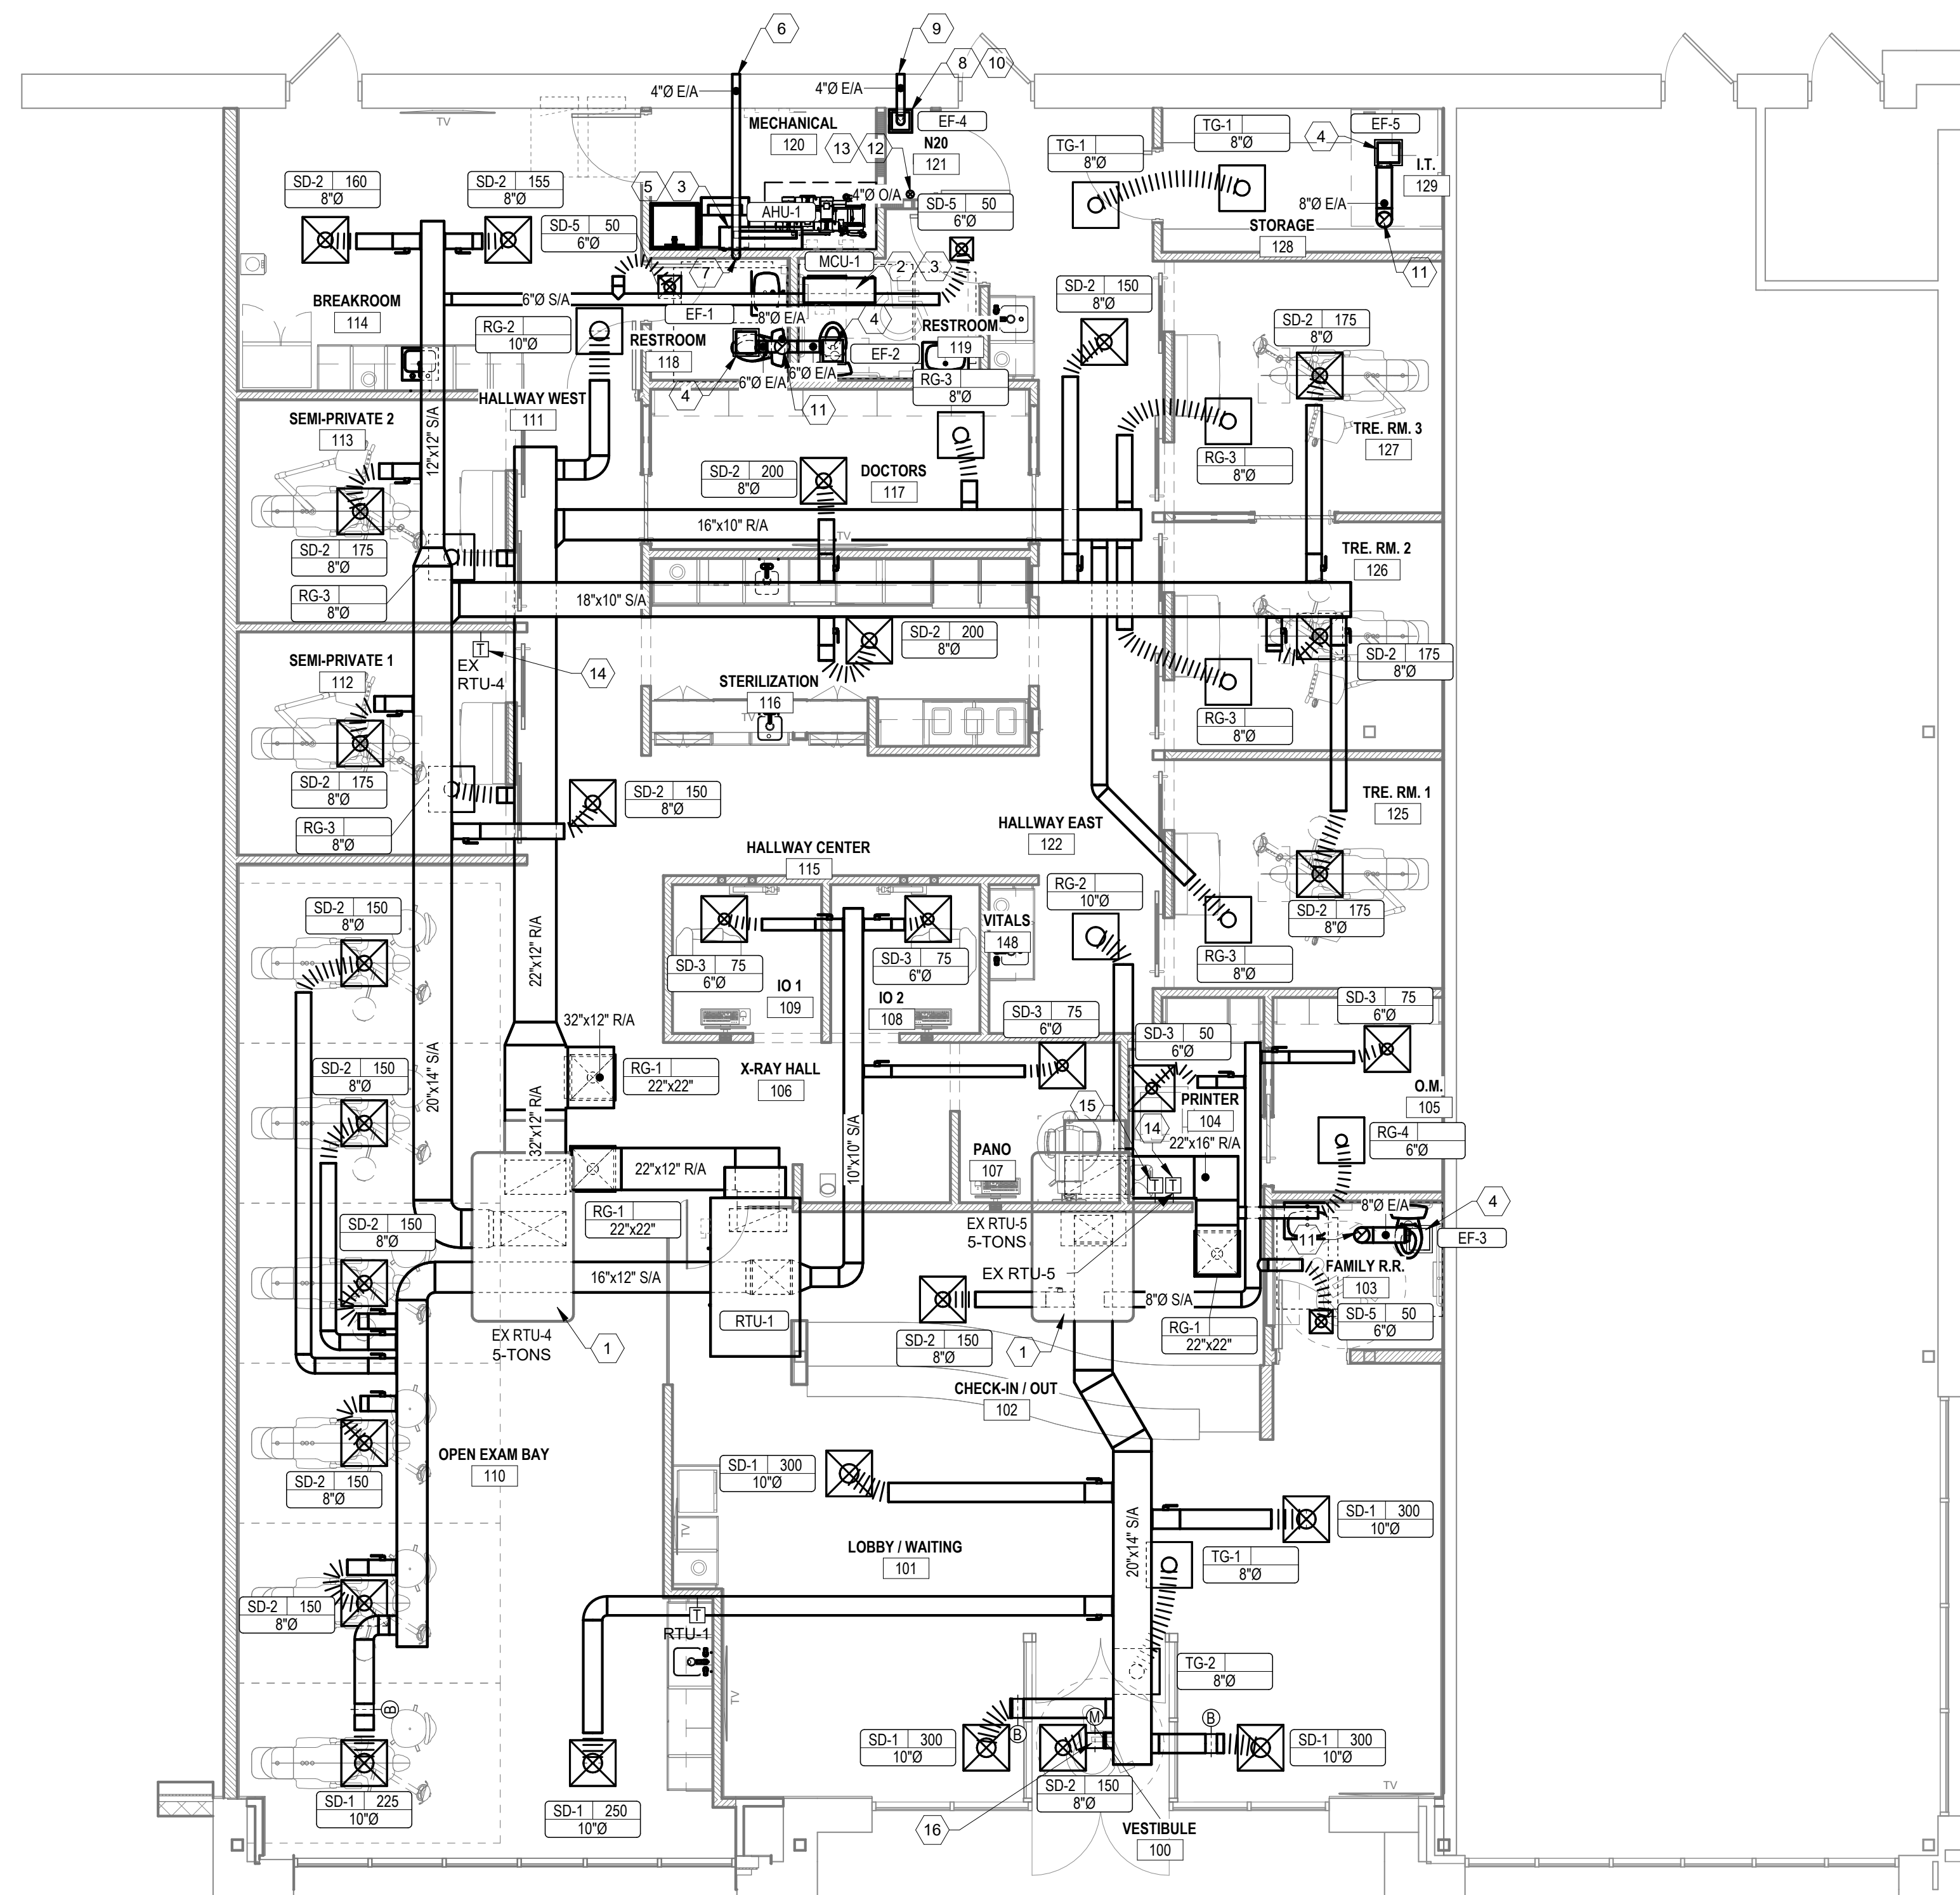 6
9
8
10
4"Ø E/A
4"Ø E/A
TV
MECHANICAL
120
EF-4
13
12
N20
121
TG-1
8"Ø
TG-1
8"Ø
4
EF-5
I.T.
129
SD-2 160
8"Ø
SD-2 155
8"Ø
5
3
AHU-1
4"Ø O/A
SD-5 50
6"Ø
8"Ø E/A
SD-5 50
6"Ø
STORAGE
128
7
MCU-1
2
3
11
BREAKROOM
114
6"Ø S/A
EF-1
8"Ø E/A
4
SD-2 150
8"Ø
SD-2 175
8"Ø
RG-2
10"Ø
RESTROOM
118
RESTROOM
119
EF-2
6"Ø E/A
6"Ø E/A
RG-3
8"Ø
4
11
HALLWAY WEST
111
SEMI-PRIVATE 2
113
12"x12" S/A
TRE. RM. 3
127
RG-3
8"Ø
SD-2 200
8"Ø
DOCTORS
117
16"x10" R/A
TV
SD-2 175
8"Ø
RG-3
8"Ø
TRE. RM. 2
126
18"x10" S/A
SD-2 200
8"Ø
SD-2 175
8"Ø
SEMI-PRIVATE 1
112
T
EX
RTU-4
14
STERILIZATION
116
TV
RG-3
8"Ø
SD-2 175
8"Ø
SD-2 150
8"Ø
RG-3
8"Ø
TRE. RM. 1
125
HALLWAY EAST
122
HALLWAY CENTER
115
RG-2
10"Ø
SD-2 150
8"Ø
VITALS
148
SD-2 175
8"Ø
22"x12" R/A
SD-3 75
6"Ø
SD-3 75
6"Ø
RG-3
8"Ø
IO 1
109
IO 2
108
SD-3 75
6"Ø
SD-3 75
6"Ø
32"x12" R/A
SD-3 50
6"Ø
SD-2 150
8"Ø
20"x14" S/A
RG-1
22"x22"
X-RAY HALL
106
O.M.
105
15
PRINTER
104
32"x12" R/A
10"x10" S/A
14
22"x16" R/A
RG-4
6"Ø
PANO
107
22"x12" R/A
T
T
SD-2 150
8"Ø
RG-1
22"x22"
EX RTU-5
5-TONS
8"Ø E/A
4
11
EF-3
EX RTU-5
FAMILY R.R.
103
16"x12" S/A
8"Ø S/A
RTU-1
SD-5 50
6"Ø
EX RTU-4
5-TONS
1
SD-2 150
8"Ø
1
RG-1
22"x22"
CHECK-IN / OUT
102
OPEN EXAM BAY
110
SD-2 150
8"Ø
SD-1 300
10"Ø
TV
20"x14" S/A
SD-1 300
10"Ø
LOBBY / WAITING
101
TG-1
8"Ø
SD-2 150
8"Ø
T
RTU-1
TG-2
8"Ø
TV
B
M
B
B
SD-1 300
10"Ø
SD-1 300
10"Ø
SD-2 150
8"Ø
TV
SD-1 225
10"Ø
SD-1 250
10"Ø
16
VESTIBULE
100